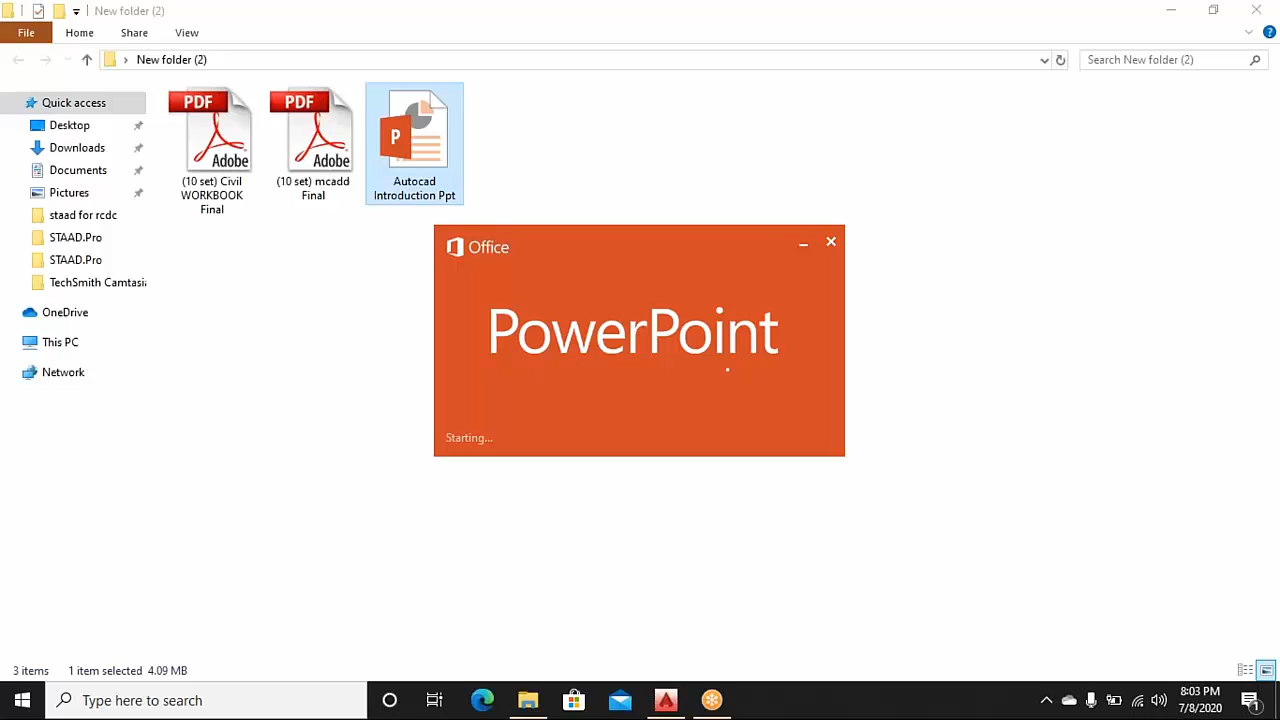 New folder (2)
File
Home
Share
View
New folder (2)
Search New folder (2)
Quick access
Desktop
Downloads
Documents
Pictures
staad for rcdc
STAAD.Pro
STAAD.Pro
TechSmith Camtasi
OneDrive
This PC
Network
PDF
Adobe
(10 set) Civil
WORKBOOK
Final
PDF
Adobe
(10 set) mcadd
Final
P
Autocad
Introduction Ppt
Office
PowerPoint
Starting...
3 items
1 item selected 4.09 MB
Type here to search
8:03 PM
7/8/2020
1